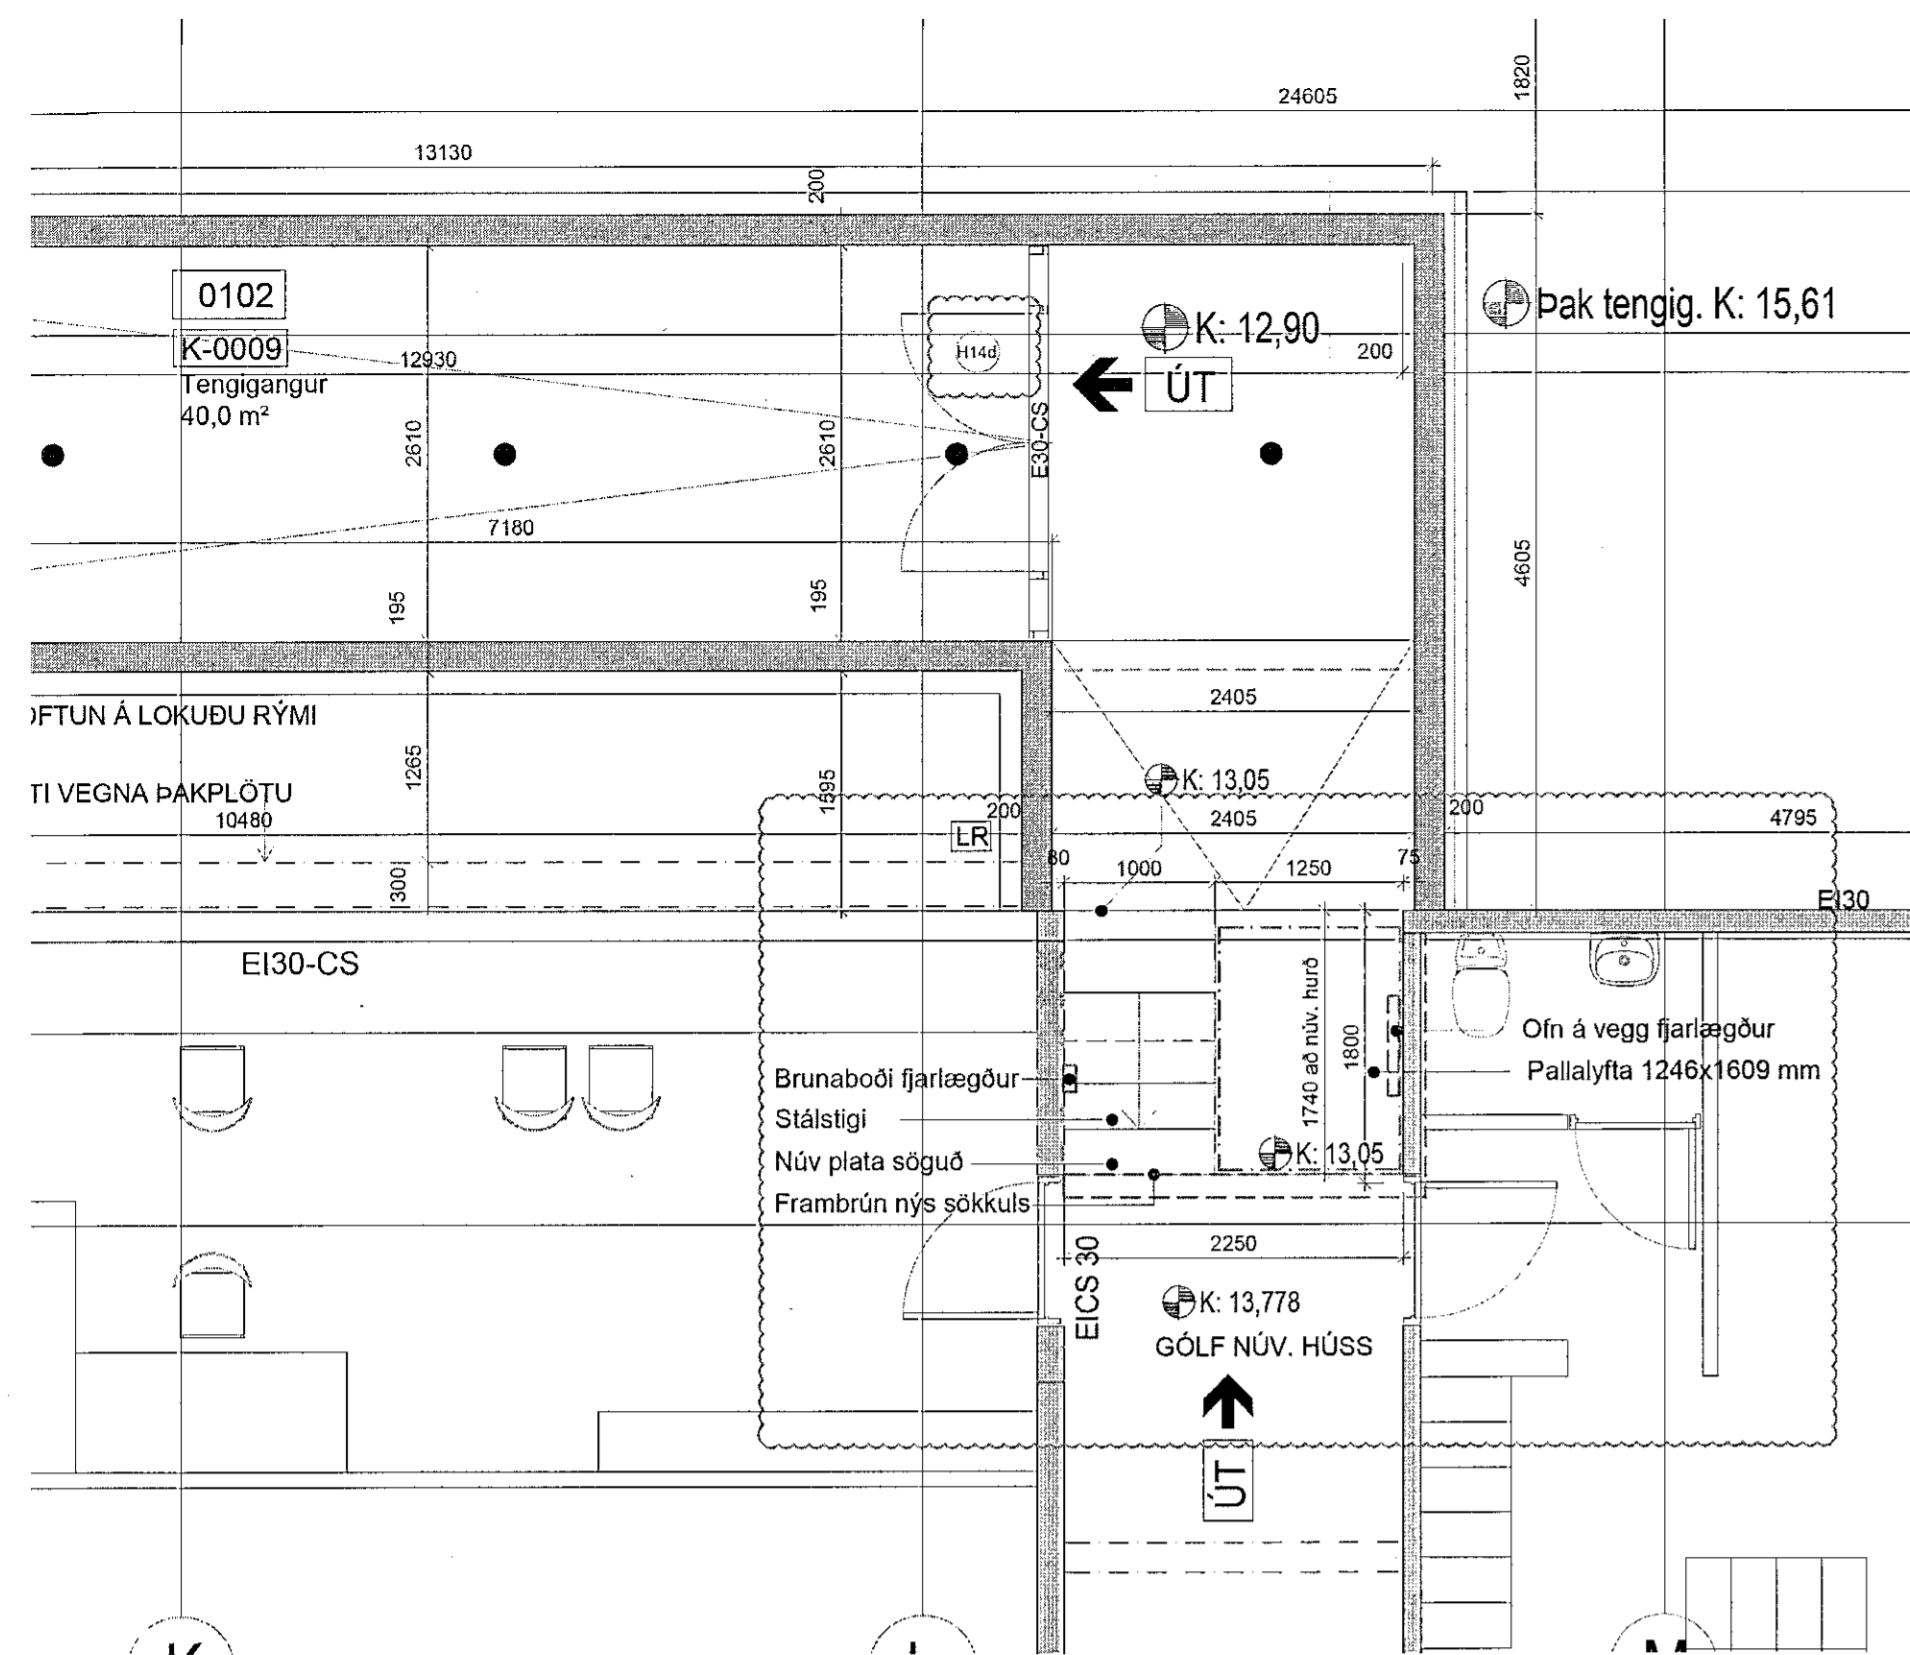 24605
1820
13130
200
0102
K-0009
Tengigangur
40,0 m²
12930
H14d
K: 12,90
ÚT
200
Þak tengig. K: 15,61
2610
2610
E30-CS
7180
195
195
4605
2405
OFTUN Á LOKUÐU RÝMI
TI VEGNA ÞAKPLÖTU
10480
1265
1595
K: 13,05
200
LR
2405
200
4795
80
1000
1250
75
300
EI30
EI30-CS
1740 að núv. hurð
1800
Ofn á vegg fjarlægður
Pallalyfta 1246x1609 mm
Brunaboði fjarlægður
Stálstigi
Núv plata söguð
K: 13,05
Frambrún nýs sökkuls
2250
EICS 30
K: 13,778
GÓLF NÚV. HÚSS
ÚT
K
M